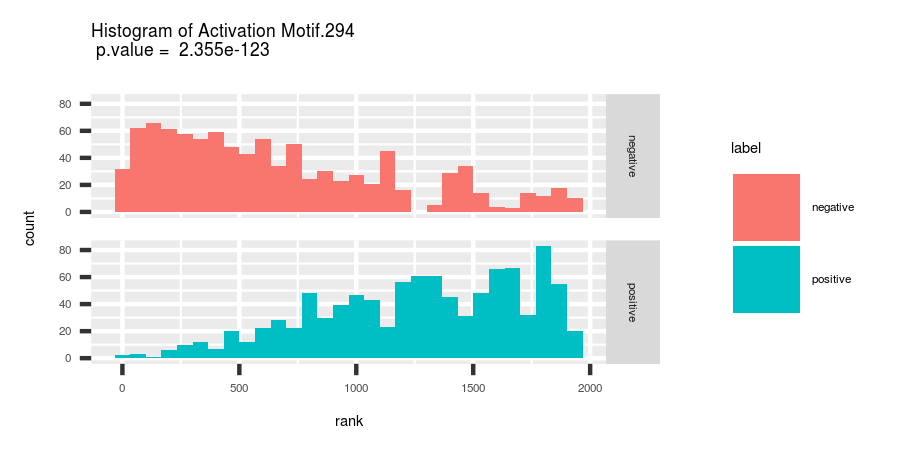 Histogram of Activation Motif.294
p.value = 2.355e-123
count
80
60
40
20
0
negative
80
60
40
20
0
positive
0 500 1000 1500 2000
rank
label
negative
positive